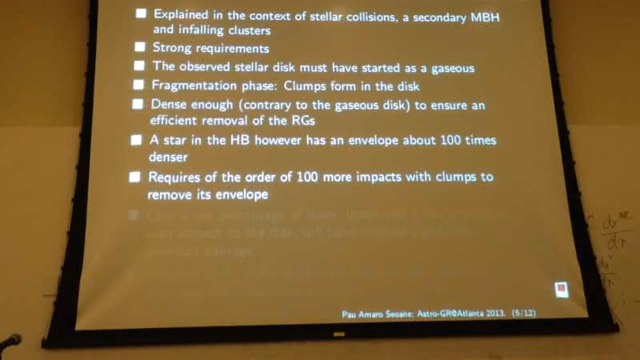 Explained in the context of stellar collisions, a secondary MBH
and infalling clusters
Strong requirements
The observed stellar disk must have started as a gaseous
Fragmentation phase: Clumps form in the disk
Dense enough (contrary to the gaseous disk) to ensure an
efficient removal of the RGs
A star in the HB however has an envelope about 100 times
denser
Requires of the order of 100 more impacts with clumps to
remove its envelope
Pau Amaro Seoane: Astro-GR@Atlanta 2013. (5/12)